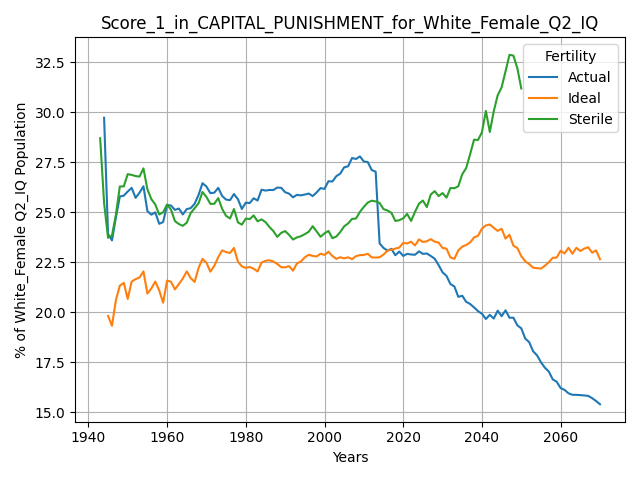 Score_1_in_CAPITAL_PUNISHMENT_for_White_Female_Q2_IQ
% of White_Female Q2_IQ Population
32.5
30.0
27.5
25.0
22.5
20.0
17.5
15.0
Fertility
Actual
Ideal
Sterile
1940 1960 1980 2000 2020 2040 2060
Years